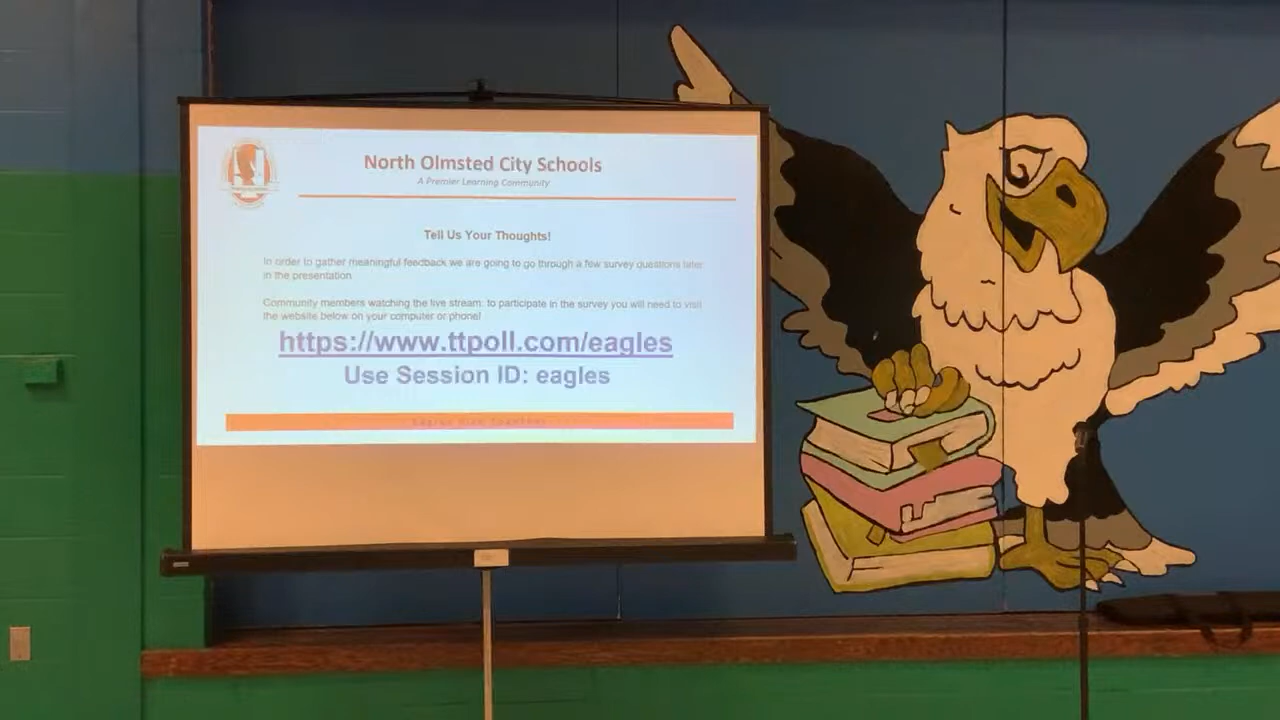 North Olmsted City Schools
A Premier Learning Community
Tell Us Your Thoughts!
In order to gather meaningful feedback we are going to go through a few survey questions later
in the presentation
Community members watching the live stream: to participate in the survey you will need to visit
the website below on your computer or phone!
https://www.ttpoll.com/eagles
Use Session ID: eagles